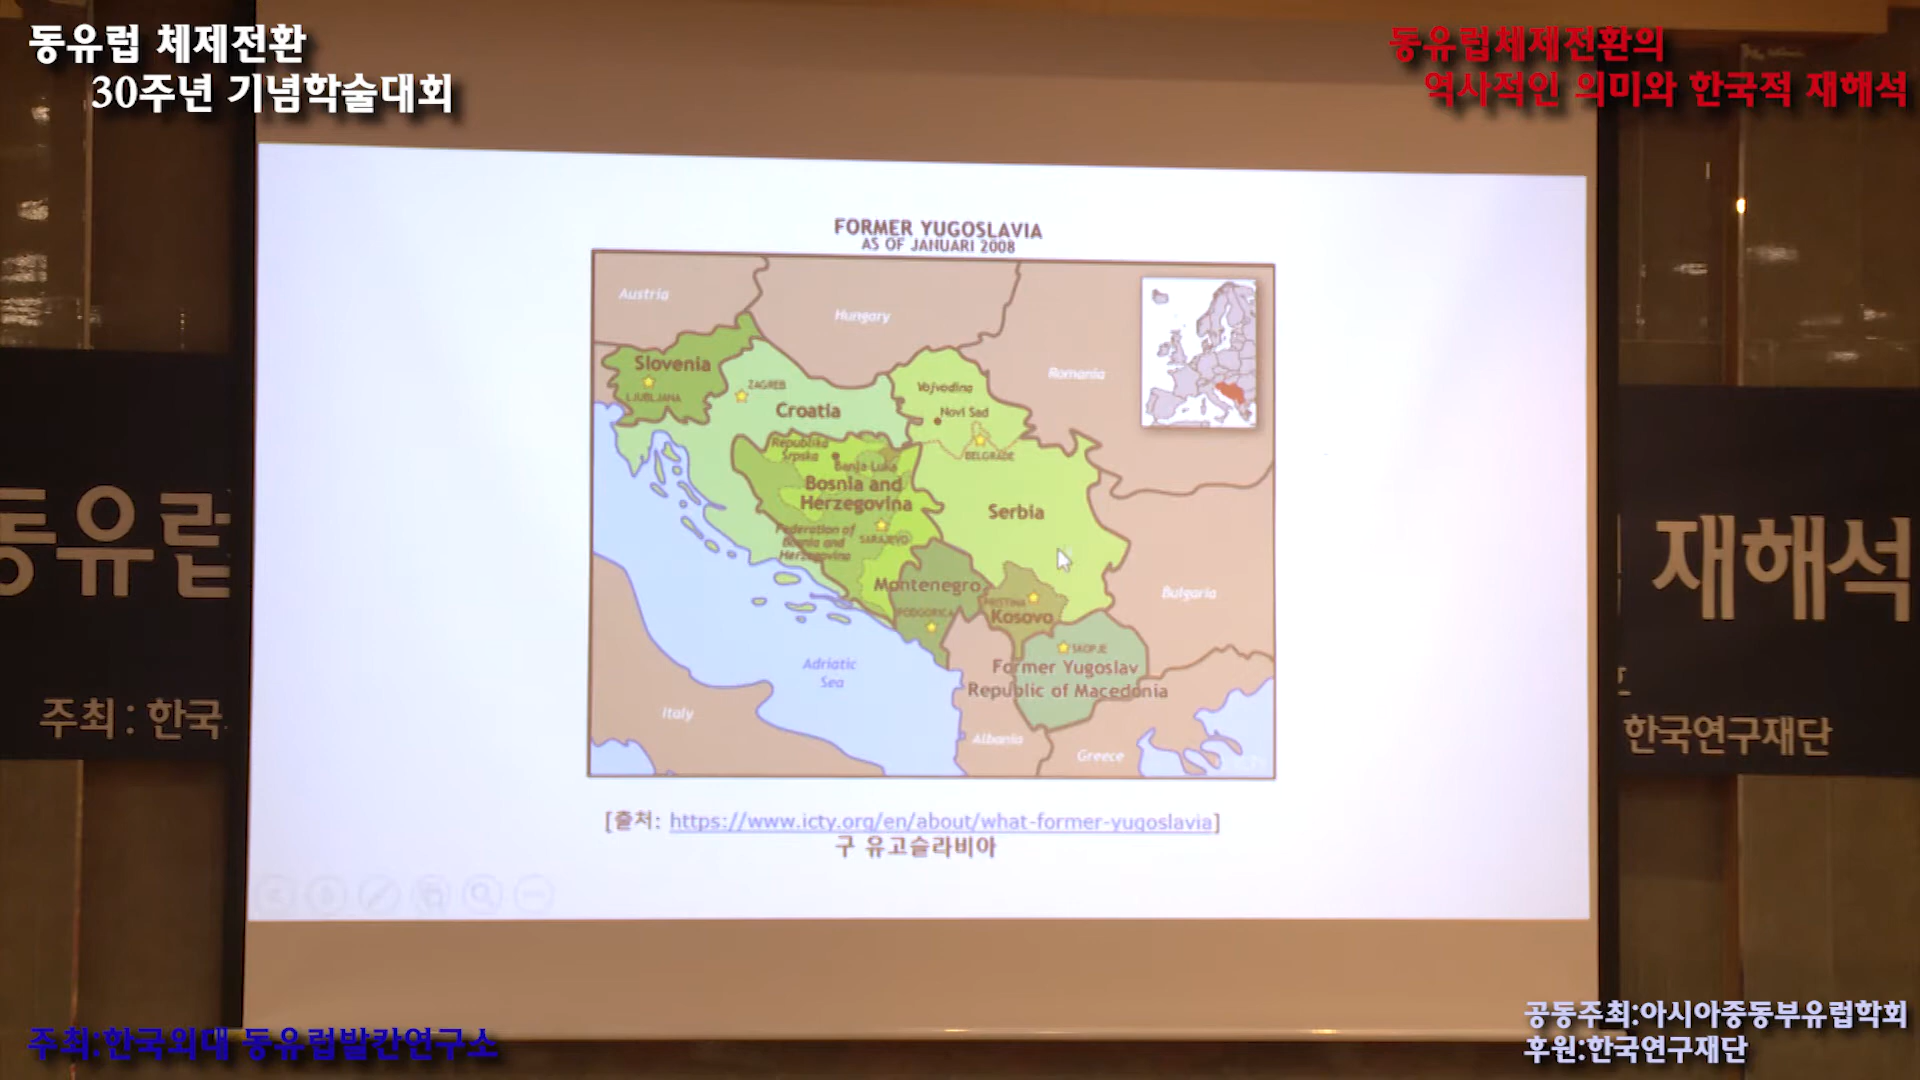 동유럽 체제전환
30주년 기념학술대회
동유럽체제전환의
역사적인 의미와 한국적 재해석
FORMER YUGOSLAVIA
AS OF JANUARI 2008
Austria
Hungary
Romania
Slovenia
LJUBLJANA
ZAGREB
Croatia
Vojvodina
Novi Sad
BELGRADE
Republika
Srpska
Banja Luka
Bosnia and
Herzegovina
Federation of
Bosnia and
Herzegovina
SARAJEVO
Serbia
Montenegro
PODGORICA
PRISTINA
Kosovo
Bulgaria
SKOPJE
Former Yugoslav
Republic of Macedonia
Adriatic
Sea
Italy
Albania
Greece
[출처: https://www.icty.org/en/about/what-former-yugoslavia]
구 유고슬라비아
동유럽
재해석
주최: 한국
한국연구재단
주최:한국외대 동유럽발칸연구소
공동주최:아시아중동부유럽학회
후원:한국연구재단